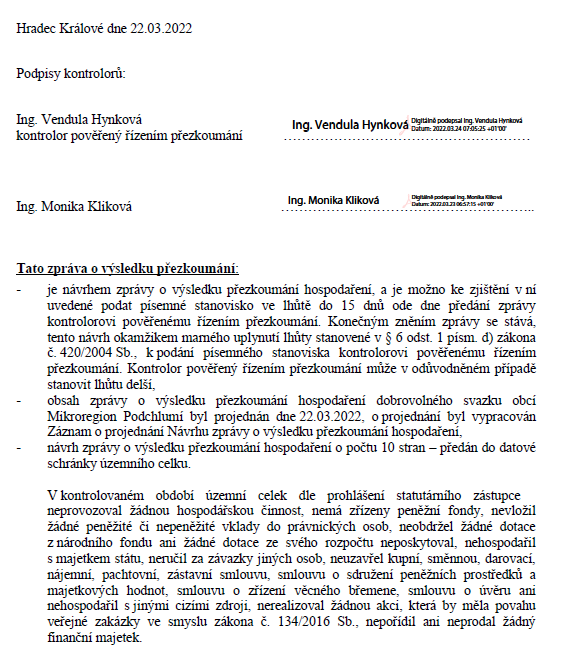 Hradec Králové dne 22.03.2022
Podpisy kontrolorů:
Ing. Vendula Hynková
kontrolor pověřený řízením přezkoumání
Ing. Vendula Hynková Digitálně podepsal Ing. Vendula Hynková
Datum: 2022.03.24 07:05:25 +01'00'
Ing. Monika Klíková
Ing. Monika Klíková Digitálně podepsal Ing. Monika Klíková
Datum: 2022.03.23 06:57:15 +01'00'
Tato zpráva o výsledku přezkoumání:
- je návrhem zprávy o výsledku přezkoumání hospodaření, a je možno ke zjištění v ní
uvedené podat písemné stanovisko ve lhůtě do 15 dnů ode dne předání zprávy
kontrolorovi pověřenému řízením přezkoumání. Konečným zněním zprávy se stává,
tento návrh okamžikem marného uplynutí lhůty stanovené v § 6 odst. 1 písm. d) zákona
č. 420/2004 Sb., k podání písemného stanoviska kontrolorovi pověřenému řízením
přezkoumání. Kontrolor pověřený řízením přezkoumání může v odůvodněném případě
stanovit lhůtu delší,
- obsah zprávy o výsledku přezkoumání hospodaření dobrovolného svazku obcí
Mikroregion Podchlumí byl projednán dne 22.03.2022, o projednání byl vypracován
Záznam o projednání Návrhu zprávy o výsledku přezkoumání hospodaření,
- návrh zprávy o výsledku přezkoumání hospodaření o počtu 10 stran – předán do datové
schránky územního celku.
V kontrolovaném období územní celek dle prohlášení statutárního zástupce
neprovozoval žádnou hospodářskou činnost, nemá zřízeny peněžní fondy, nevložil
žádné peněžité či nepeněžité vklady do právnických osob, neobdržel žádné dotace
z národního fondu ani žádné dotace ze svého rozpočtu neposkytoval, nehospodařil
s majetkem státu, neručil za závazky jiných osob, neuzavřel kupní, směnnou, darovací,
nájemní, pachtovní, zástavní smlouvu, smlouvu o sdružení peněžních prostředků a
majetkových hodnot, smlouvu o zřízení věcného břemene, smlouvu o úvěru ani
nehospodařil s jinými cizími zdroji, nerealizoval žádnou akci, která by měla povahu
veřejné zakázky ve smyslu zákona č. 134/2016 Sb., nepořídil ani neprodal žádný
finanční majetek.